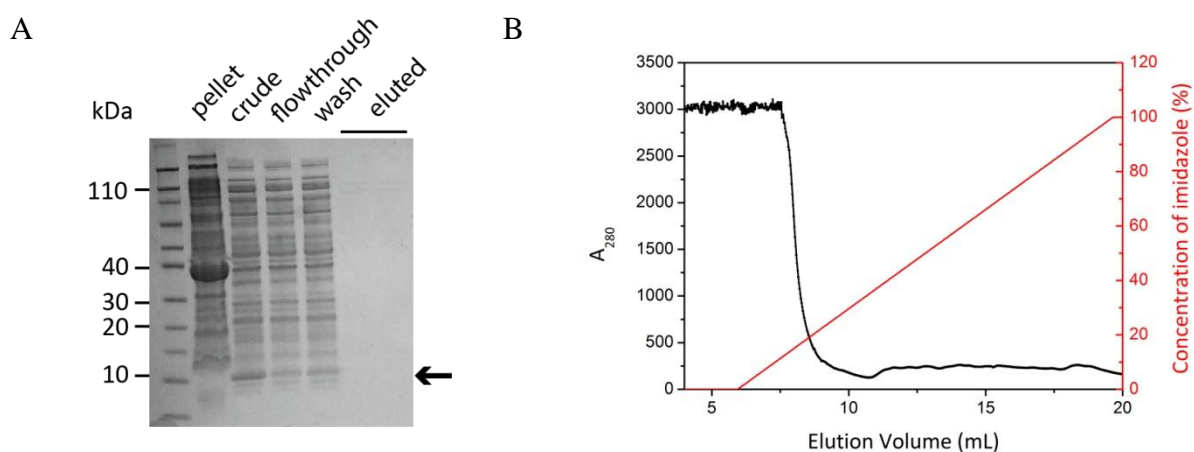 A
kDa
pellet
crude
flowthrough
wash
eluted
110
40
30
20
10
B
3500
3000
2500
2000
1500
1000
500
0
A280
5
10
15
20
Elution Volume (mL)
120
100
80
60
40
20
0
Concentration of imidazole (%)